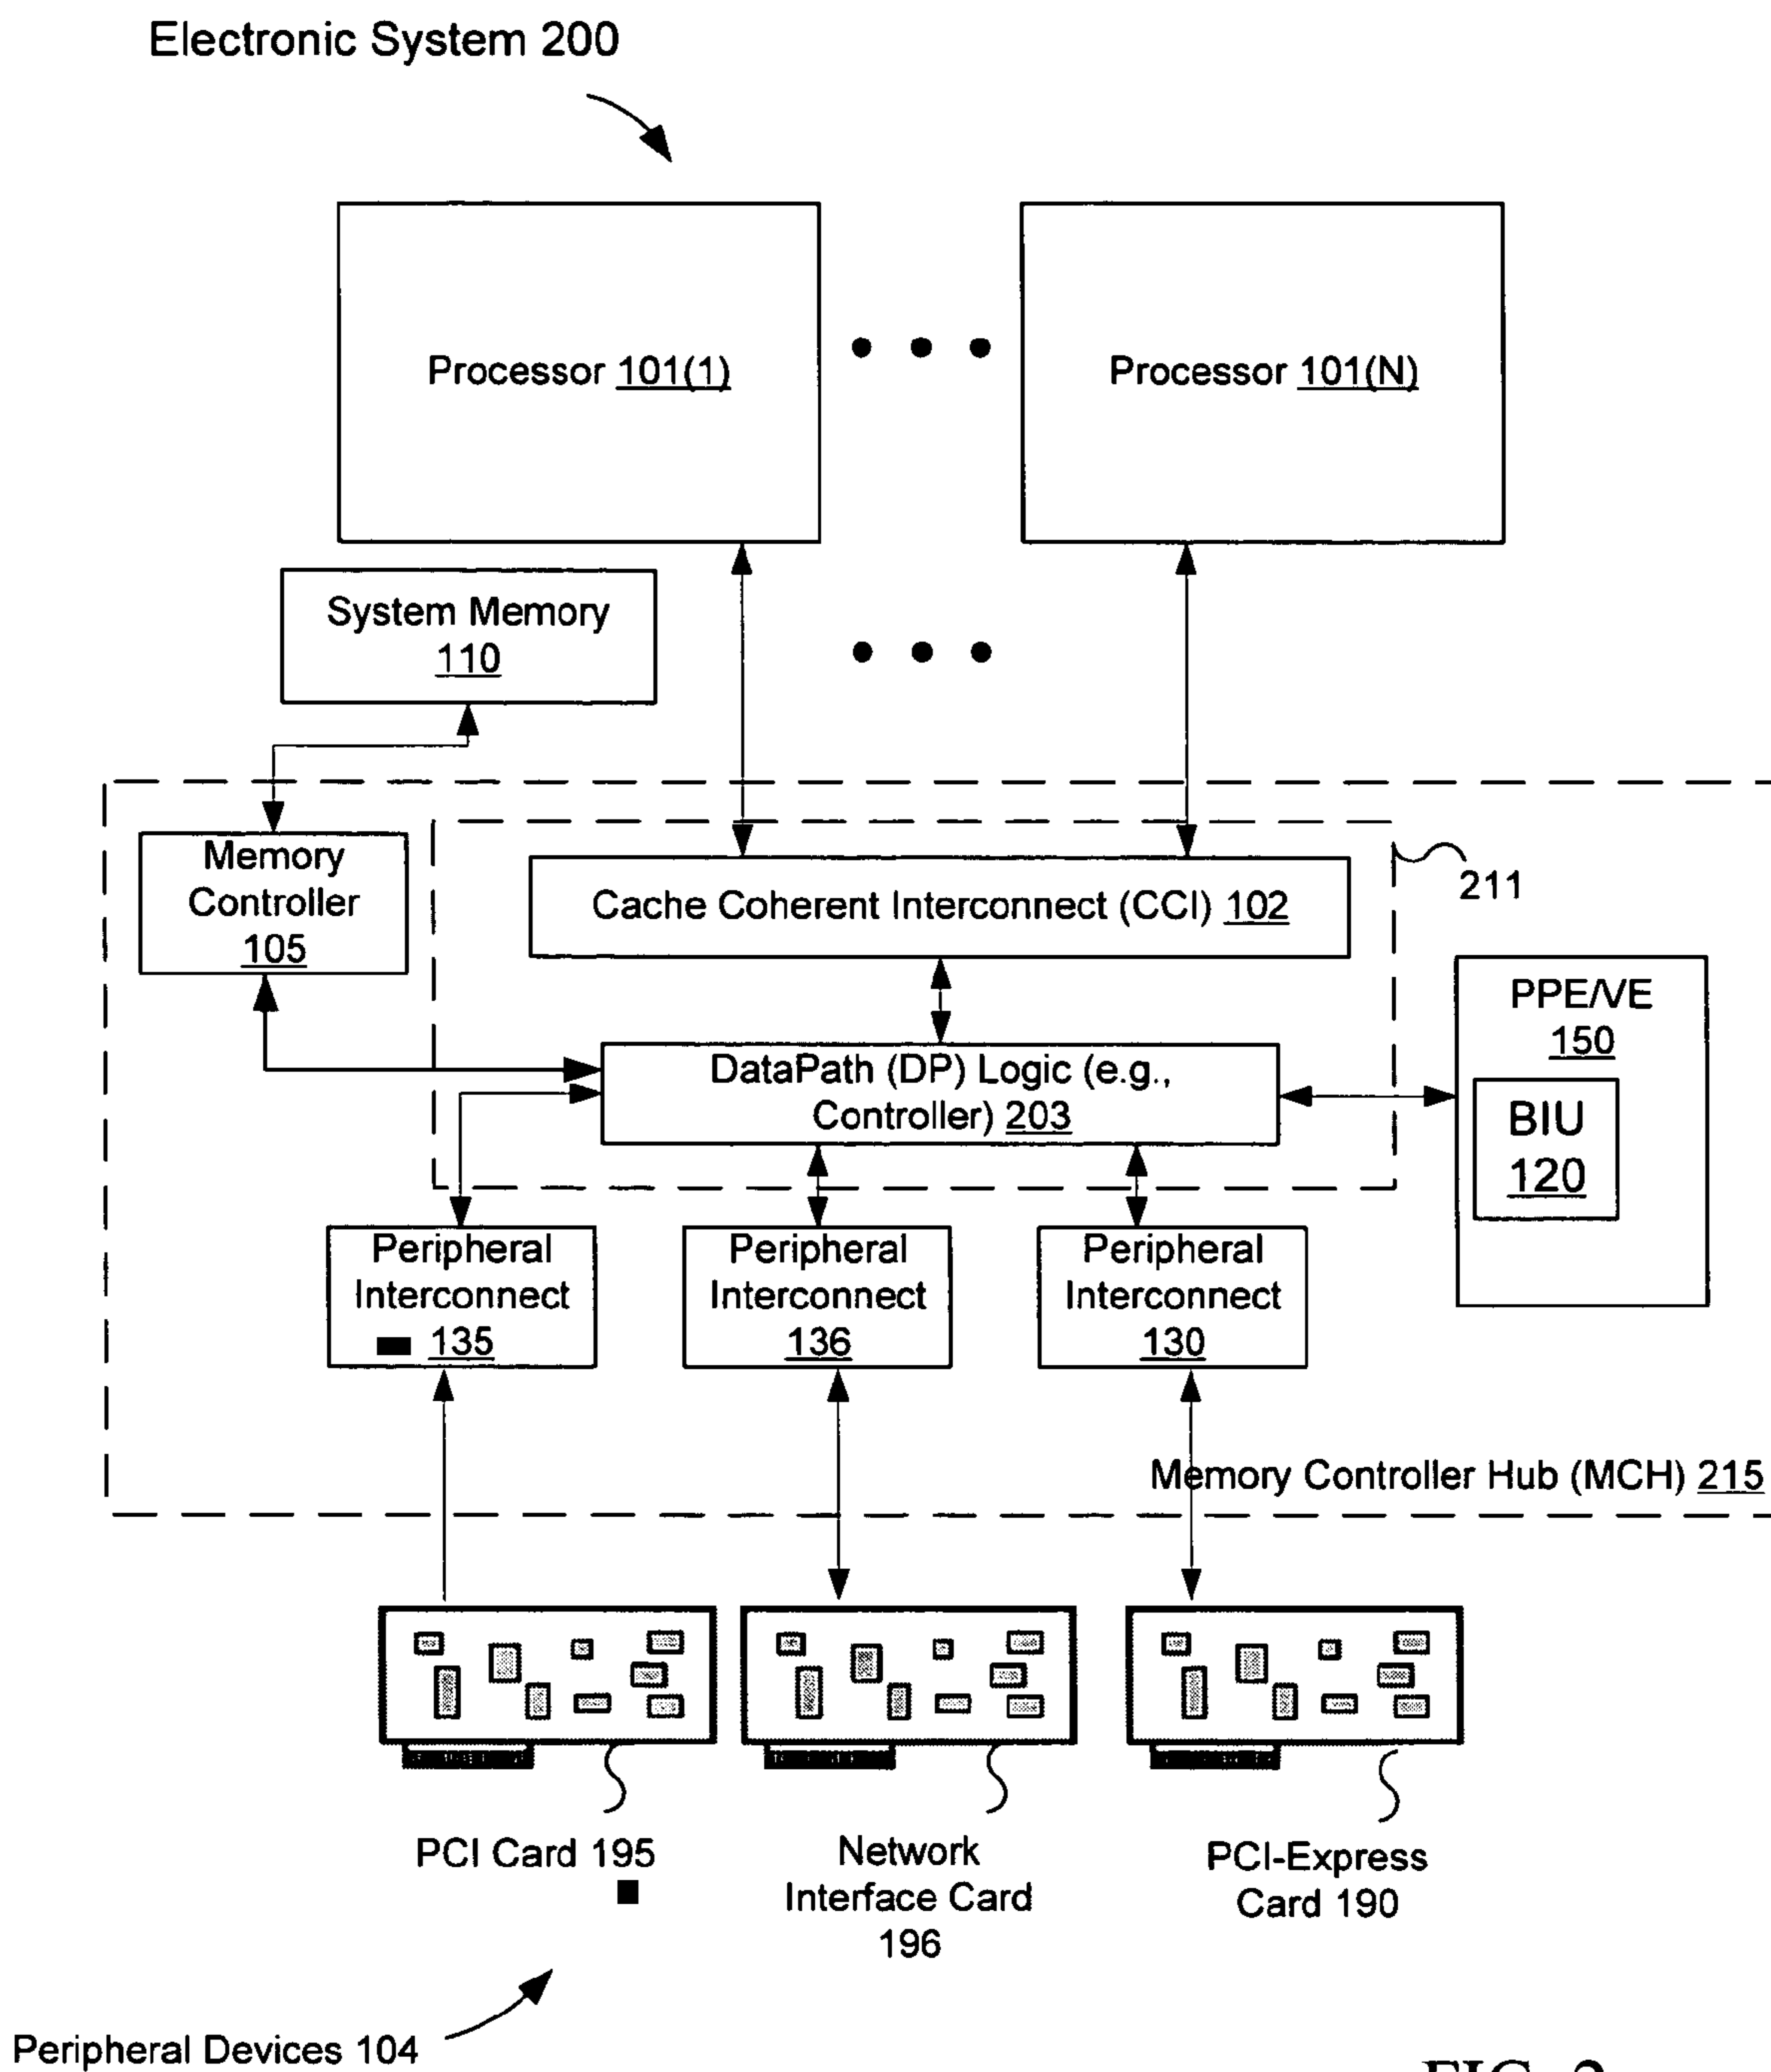 Electronic System 200
Processor 101(1)
Processor 101(N)
System Memory
110
Memory
Controller
105
Cache Coherent Interconnect (CCI) 102
211
PPE/VE
150
BIU
120
DataPath (DP) Logic (e.g.,
Controller) 203
Peripheral
Interconnect
135
Peripheral
Interconnect
136
Peripheral
Interconnect
130
Memory Controller Hub (MCH) 215
PCI Card 195
Network
Interface Card
196
PCI-Express
Card 190
Peripheral Devices 104